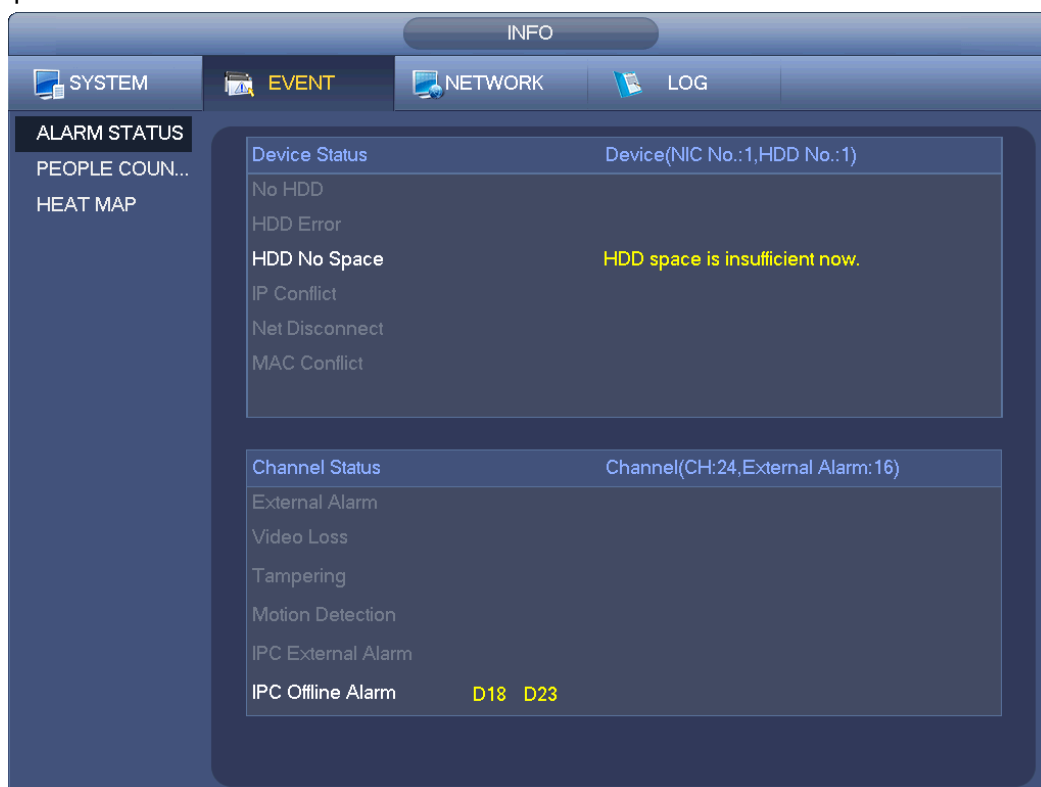 INFO
SYSTEM EVENT NETWORK LOG
ALARM STATUS
PEOPLE COUN...
HEAT MAP
Device Status Device(NIC No.:1,HDD No.:1)
No HDD
HDD Error
HDD No Space HDD space is insufficient now.
IP Conflict
Net Disconnect
MAC Conflict
Channel Status Channel(CH:24,External Alarm:16)
External Alarm
Video Loss
Tampering
Motion Detection
IPC External Alarm
IPC Offline Alarm D18 D23